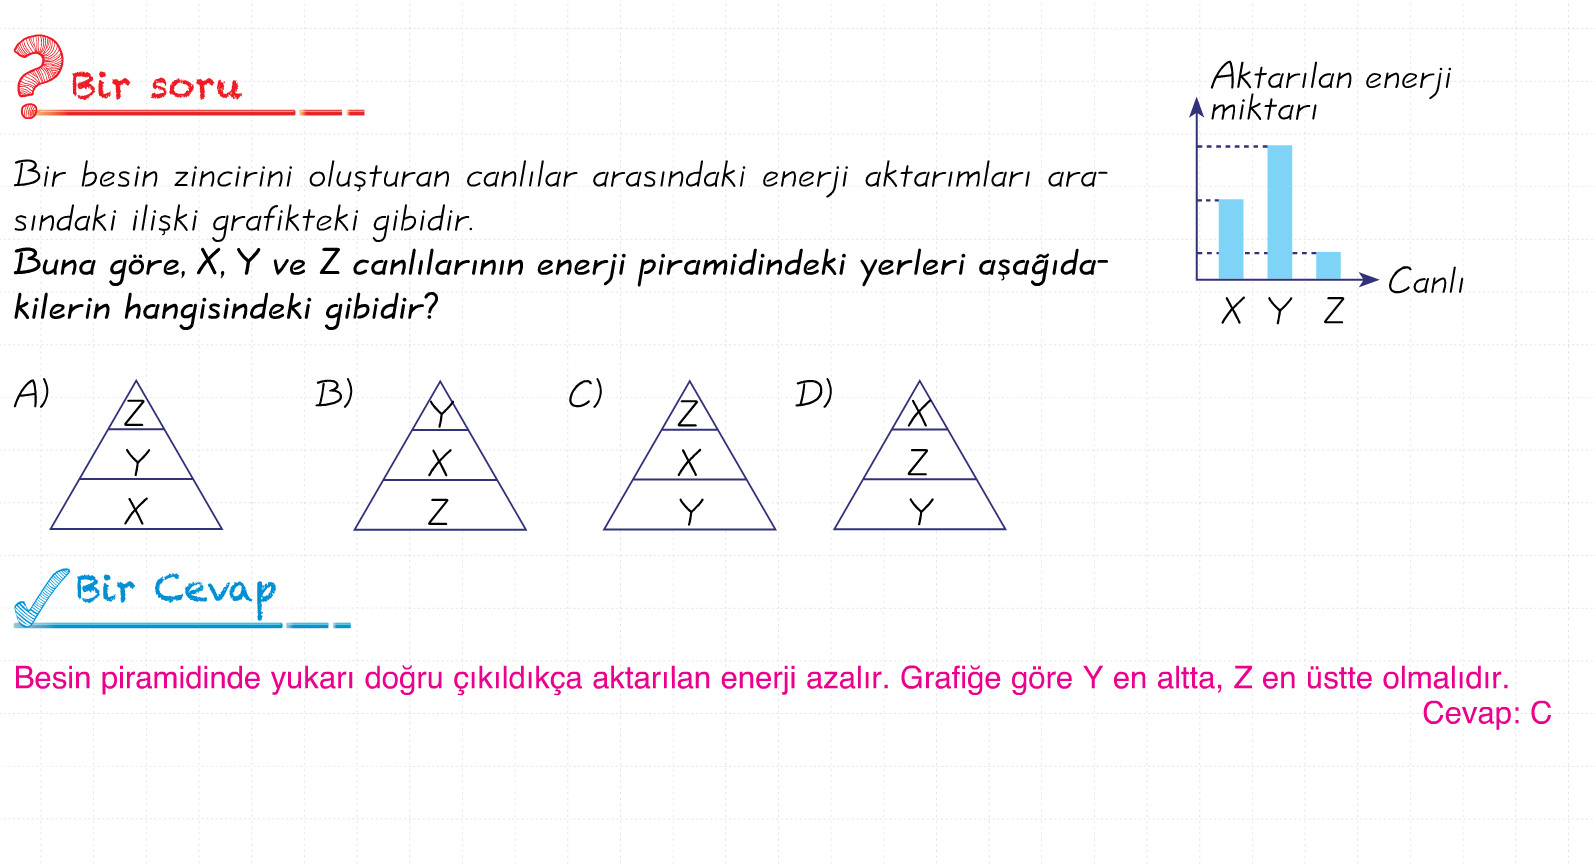 Bir soru
Bir besin zincirini oluşturan canlılar arasındaki enerji aktarımları ara-
sındaki ilişki grafikteki gibidir.
Buna göre, X, Y ve Z canlılarının enerji piramidindeki yerleri aşağıda-
kilerin hangisindeki gibidir?
Aktarılan enerji
miktarı
Canlı
X Y Z
A)
Z
Y
X
B)
Y
X
Z
C)
Z
X
Y
D)
X
Z
Y
Bir Cevap
Besin piramidinde yukarı doğru çıkıldıkça aktarılan enerji azalır. Grafiğe göre Y en altta, Z en üstte olmalıdır.
Cevap: C